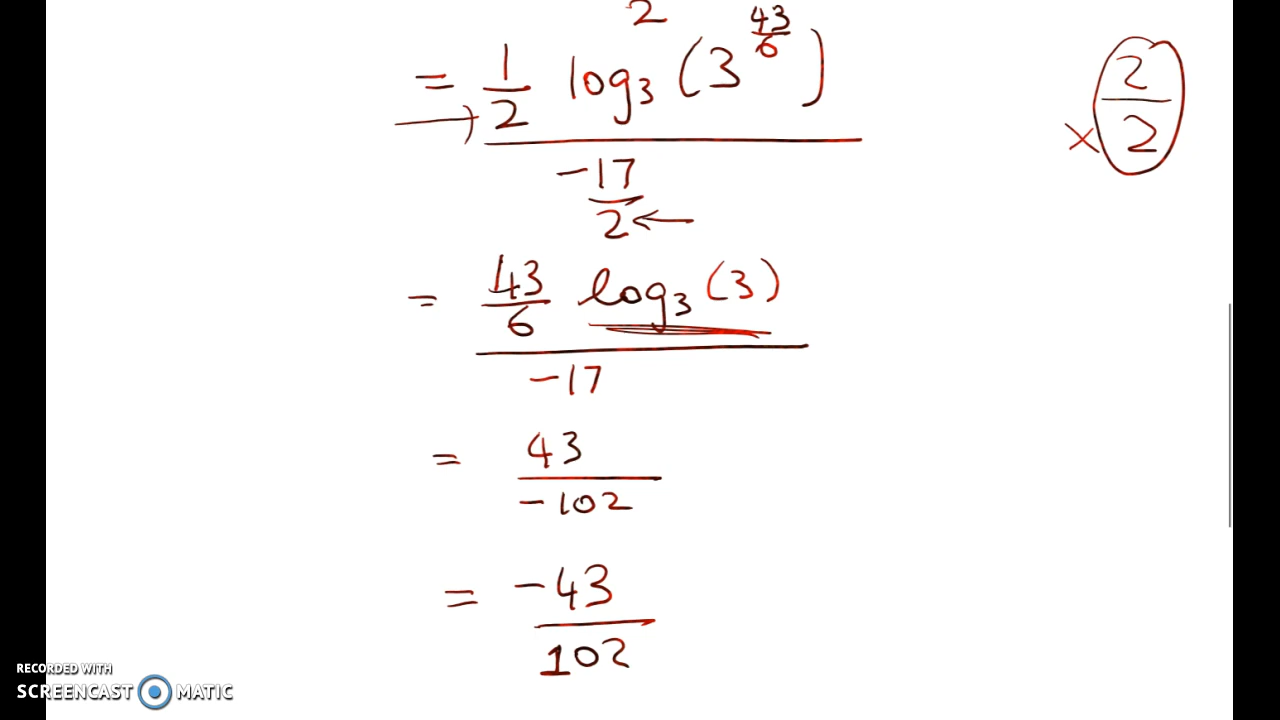 2
= 1/2 log₃ (3^(43/6))
→ -17/2 ←
× 2/2
= 43/6 log₃ (3)
-17
= 43/-102
= -43/102
RECORDED WITH
SCREENCAST MATIC